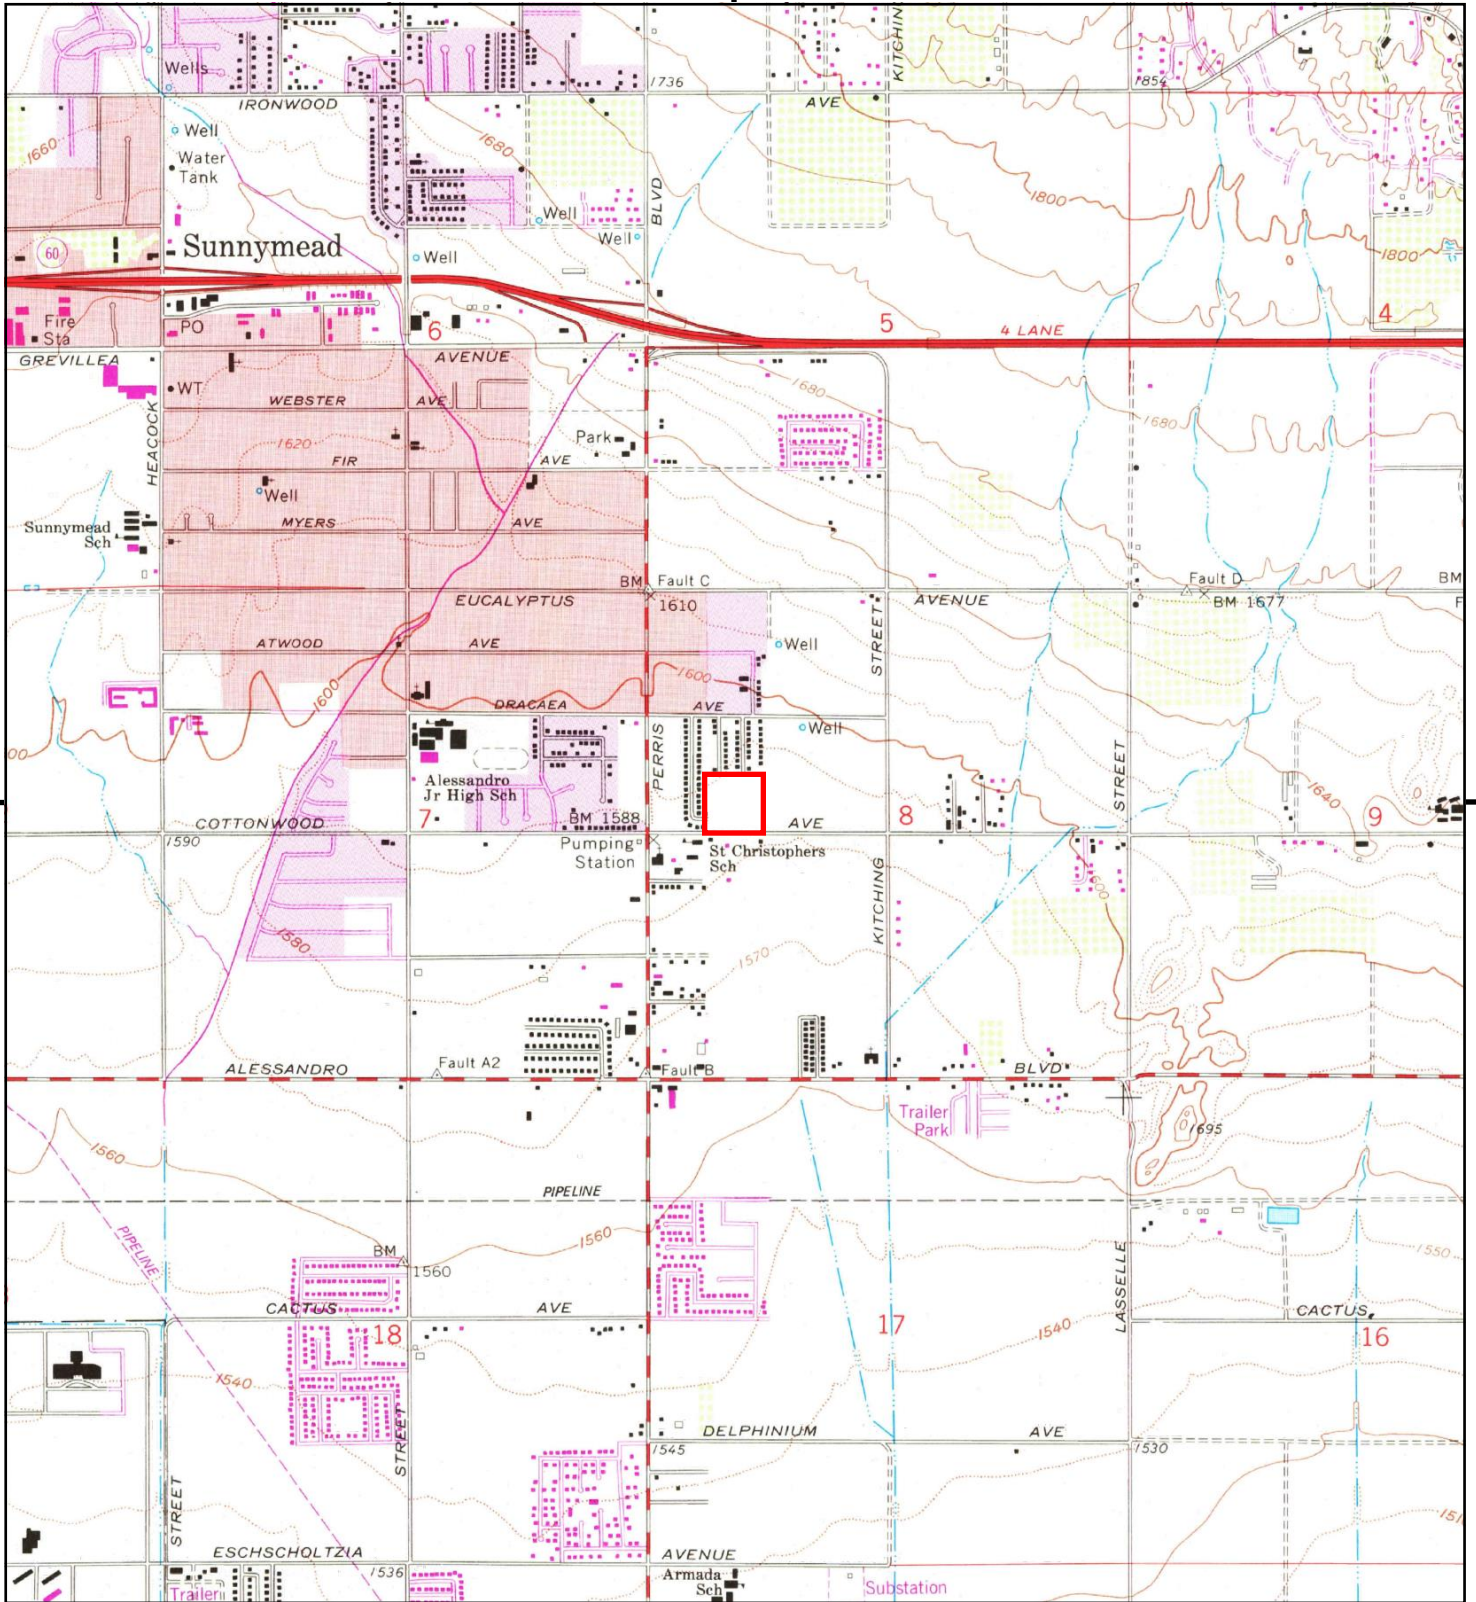 KITCHIN
Wells
1736
1854
IRONWOOD
AVE
Well
1660
Water
Tank
1680
BLVD
1800
Well
Well
Sunnymead
60
Well
1800
Fire
Sta
PO
6
5
4 LANE
4
GREVILLEA
AVENUE
WT
WEBSTER
AVE
1680
1680
HEACOCK
1620
Park
FIR
AVE
Well
Sunnymead
Sch
MYERS
AVE
BM
Fault C
Fault D
BM
EUCALYPTUS
1610
AVENUE
BM 1677
F
ATWOOD
AVE
Well
STREET
1600
1600
DRACAEA
AVE
Well
00
PERRIS
STREET
Alessandro
Jr High Sch
1640
COTTONWOOD
7
BM 1588
AVE
8
9
1590
Pumping
Station
St Christophers
Sch
KITCHING
1600
1580
1570
ALESSANDRO
Fault A2
Fault B
BLVD
Trailer
Park
1695
1560
PIPELINE
PIPELINE
BM
1560
1560
1550
LASSELLE
CACTUS
AVE
CACTUS
18
17
1540
16
1540
STREET
DELPHINIUM
AVE
1545
1530
STREET
151
ESCHSCHOLTZIA
AVENUE
1536
Armada
Sch
Trailer
Substation